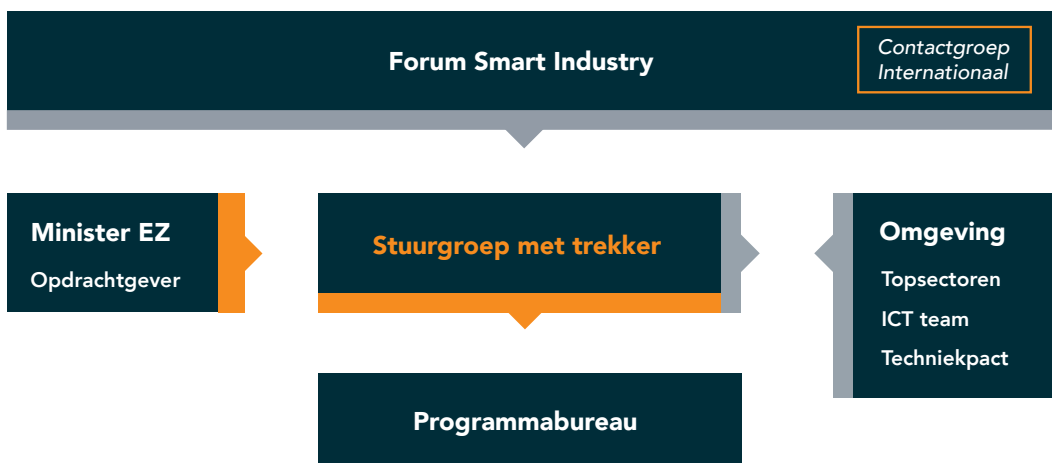 Forum Smart Industry
Contactgroep
Internationaal
Minister EZ
Opdrachtgever
Stuurgroep met trekker
Omgeving
Topsectoren
ICT team
Techniekpact
Programmabureau